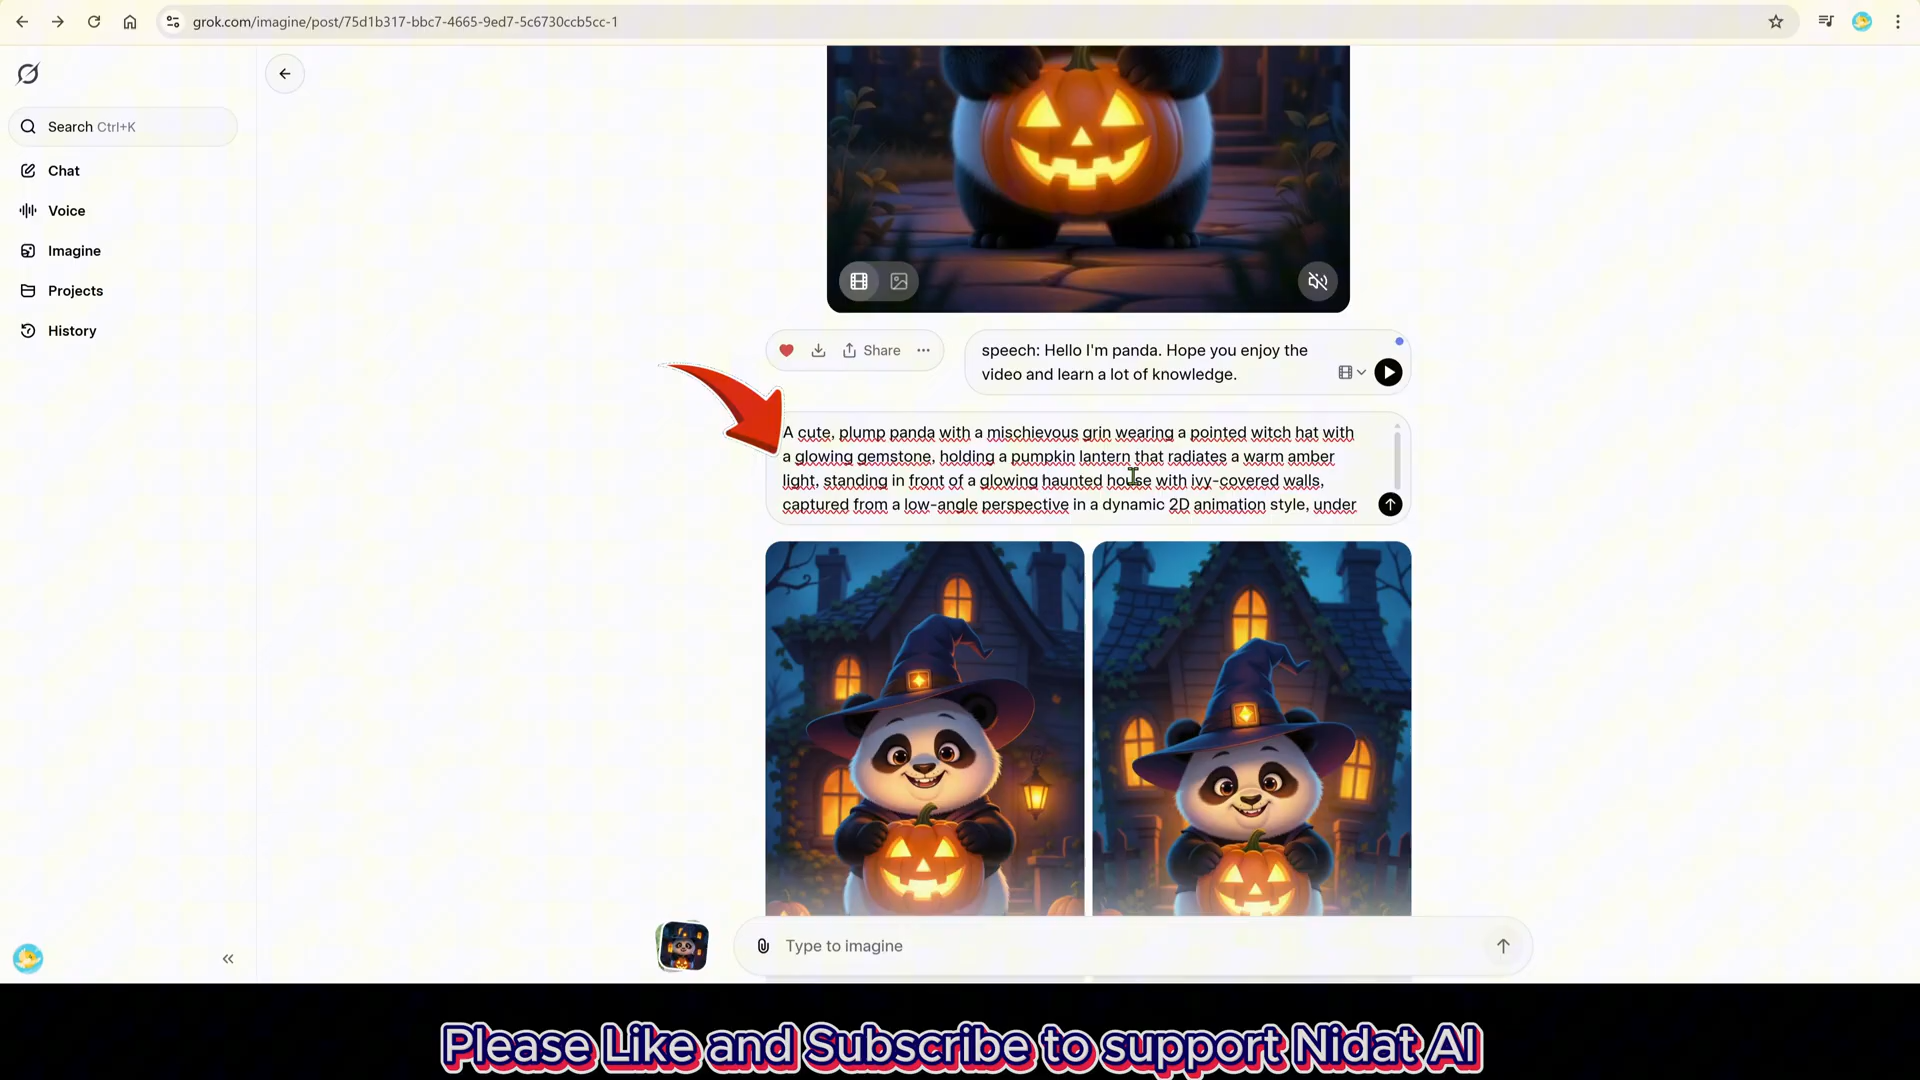 grok.com/imagine/post/75d1b317-bbc7-4665-9ed7-5c6730ccb5cc-1
Search Ctrl+K
Chat
Voice
Imagine
Projects
History
Share
speech: Hello I'm panda. Hope you enjoy the
video and learn a lot of knowledge.
A cute, plump panda with a mischievous grin wearing a pointed witch hat with
a glowing gemstone, holding a pumpkin lantern that radiates a warm amber
light, standing in front of a glowing haunted house with ivy-covered walls,
captured from a low-angle perspective in a dynamic 2D animation style, under
Type to imagine
Please Like and Subscribe to support Nidat AI